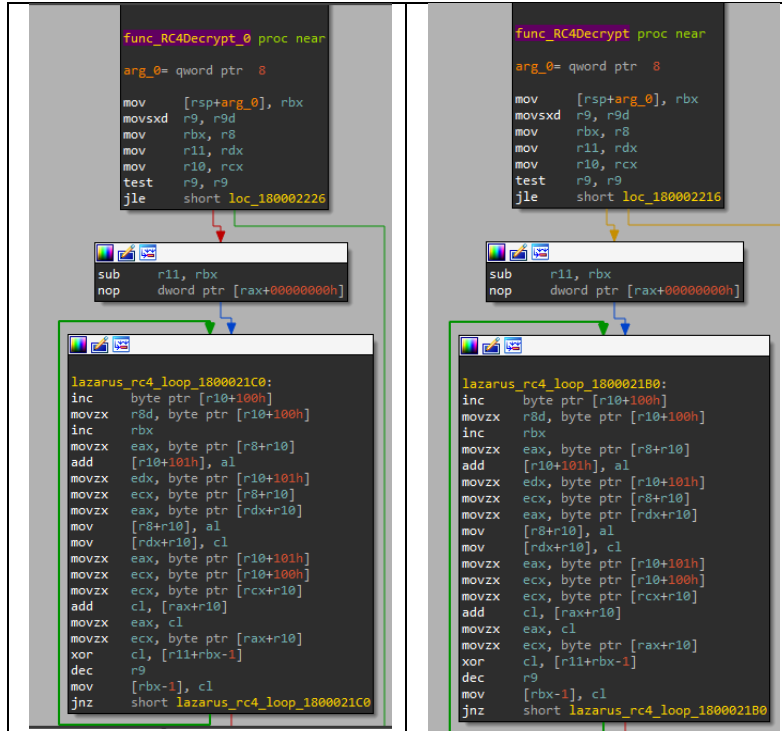 func_RC4Decrypt_0 proc near
arg_0= qword ptr  8
mov     [rsp+arg_0], rbx
movsxd  r9, r9d
mov     rbx, r8
mov     r11, rdx
mov     r10, rcx
test    r9, r9
jle     short loc_180002226
sub     r11, rbx
nop     dword ptr [rax+00000000h]
lazarus_rc4_loop_1800021C0:
inc     byte ptr [r10+100h]
movzx   r8d, byte ptr [r10+100h]
inc     rbx
movzx   eax, byte ptr [r8+r10]
add     [r10+101h], al
movzx   edx, byte ptr [r10+101h]
movzx   ecx, byte ptr [r8+r10]
movzx   eax, byte ptr [rdx+r10]
mov     [r8+r10], al
mov     [rdx+r10], cl
movzx   eax, byte ptr [r10+101h]
movzx   ecx, byte ptr [r10+100h]
movzx   ecx, byte ptr [rcx+r10]
add     cl, [rax+r10]
movzx   eax, cl
movzx   ecx, byte ptr [rax+r10]
xor     cl, [r11+rbx-1]
dec     r9
mov     [rbx-1], cl
jnz     short lazarus_rc4_loop_1800021C0
func_RC4Decrypt proc near
arg_0= qword ptr  8
mov     [rsp+arg_0], rbx
movsxd  r9, r9d
mov     rbx, r8
mov     r11, rdx
mov     r10, rcx
test    r9, r9
jle     short loc_180002216
sub     r11, rbx
nop     dword ptr [rax+00000000h]
lazarus_rc4_loop_1800021B0:
inc     byte ptr [r10+100h]
movzx   r8d, byte ptr [r10+100h]
inc     rbx
movzx   eax, byte ptr [r8+r10]
add     [r10+101h], al
movzx   edx, byte ptr [r10+101h]
movzx   ecx, byte ptr [r8+r10]
movzx   eax, byte ptr [rdx+r10]
mov     [r8+r10], al
mov     [rdx+r10], cl
movzx   eax, byte ptr [r10+101h]
movzx   ecx, byte ptr [r10+100h]
movzx   ecx, byte ptr [rcx+r10]
add     cl, [rax+r10]
movzx   eax, cl
movzx   ecx, byte ptr [rax+r10]
xor     cl, [r11+rbx-1]
dec     r9
mov     [rbx-1], cl
jnz     short lazarus_rc4_loop_1800021B0